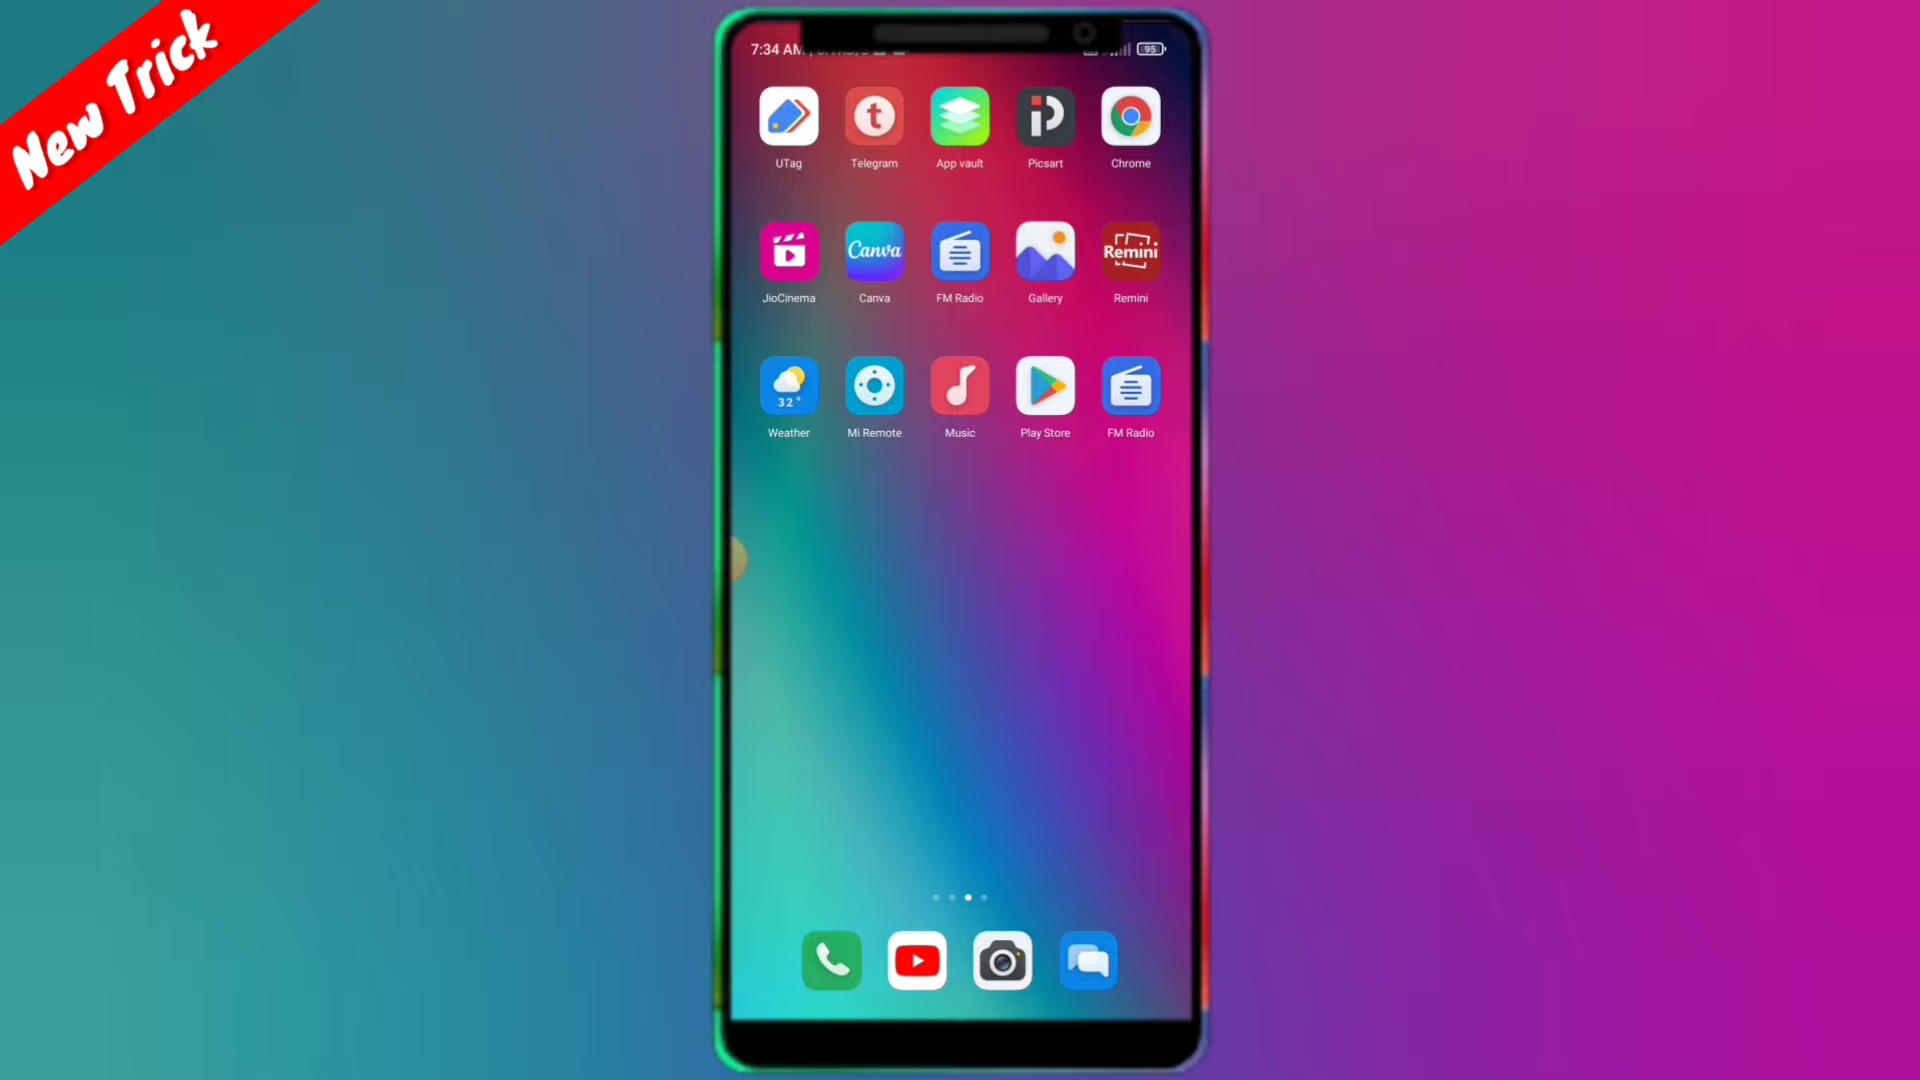 New Trick
7:34 AM
95
UTag
Telegram
App vault
Picsart
Chrome
Canva
Remini
JioCinema
Canva
FM Radio
Gallery
Remini
32°
Weather
Mi Remote
Music
Play Store
FM Radio